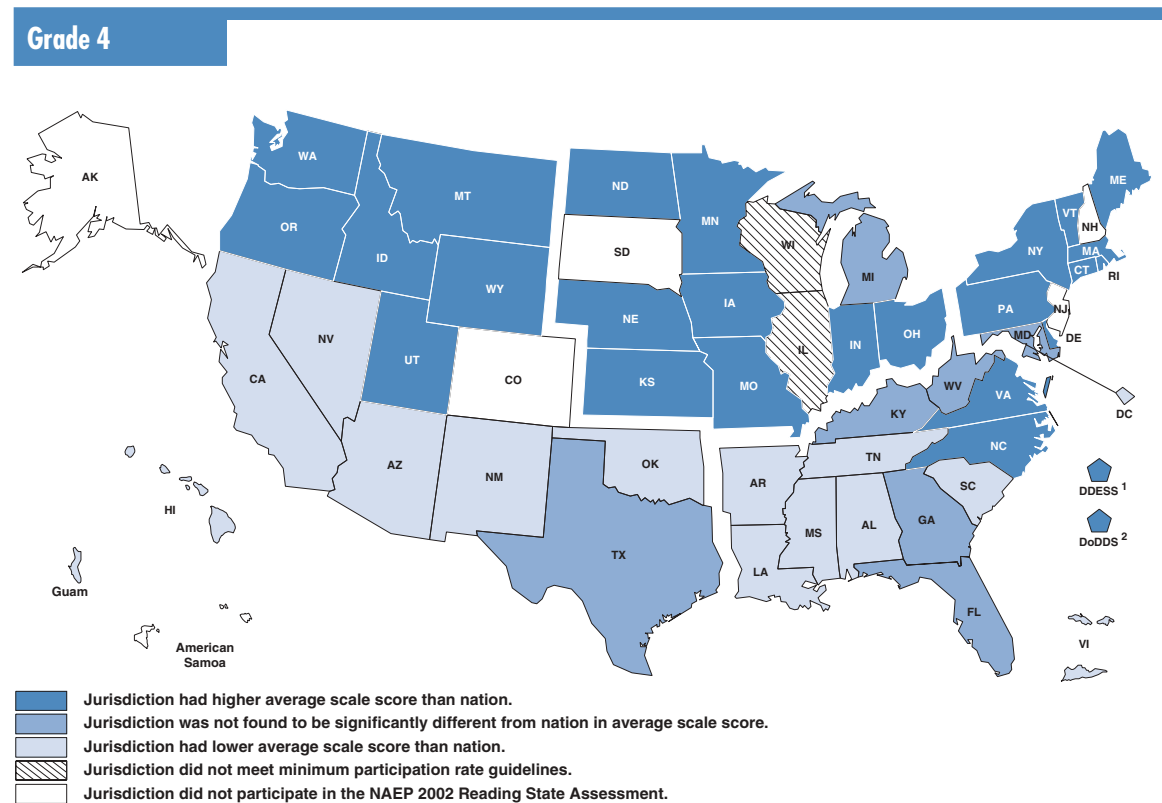 Grade 4
AK
WA
MT
ND
MN
ME
VT
NH
OR
ID
SD
WI
NY
MA
CT
RI
WY
MI
IA
PA
NJ
NE
OH
DE
NV
UT
IN
MD
IL
CA
CO
KS
MO
WV
VA
DC
KY
NC
AZ
NM
OK
TN
AR
SC
DDESS 1
HI
MS
AL
GA
DoDDS 2
TX
LA
Guam
FL
American
Samoa
VI
Jurisdiction had higher average scale score than nation.
Jurisdiction was not found to be significantly different from nation in average scale score.
Jurisdiction had lower average scale score than nation.
Jurisdiction did not meet minimum participation rate guidelines.
Jurisdiction did not participate in the NAEP 2002 Reading State Assessment.